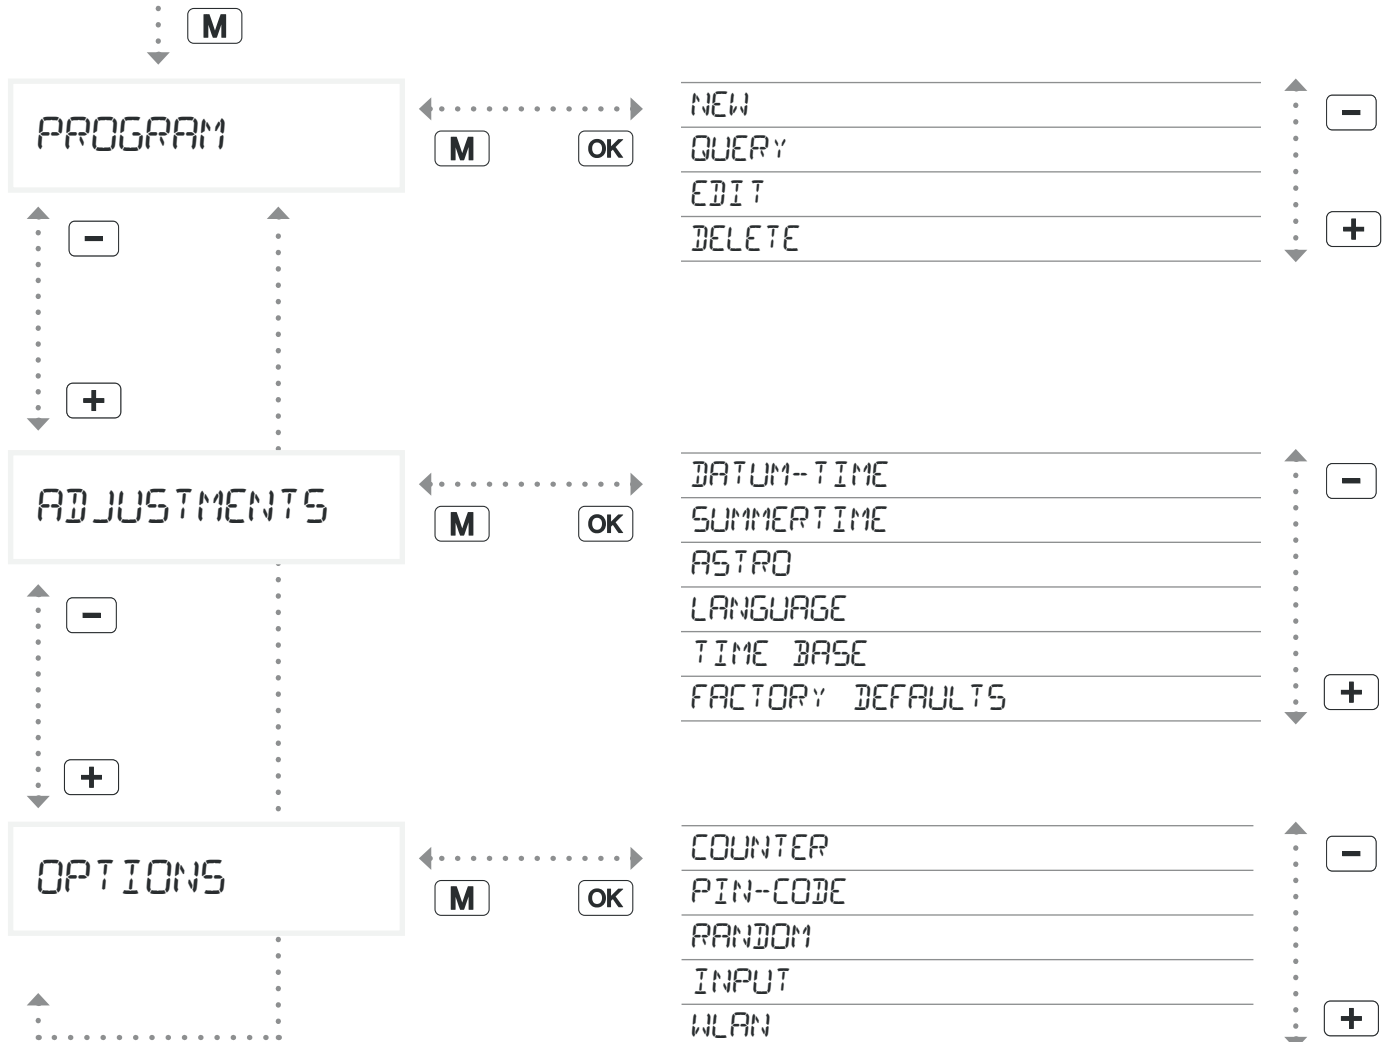 M
PROGRAM
M OK
NEW
QUERY
EDIT
DELETE
-
+
-
+
ADJUSTMENTS
M OK
DATUM-TIME
SUMMERTIME
ASTRO
LANGUAGE
TIME BASE
FACTORY DEFAULTS
-
+
-
+
OPTIONS
M OK
COUNTER
PIN-CODE
RANDOM
INPUT
WLAN
-
+